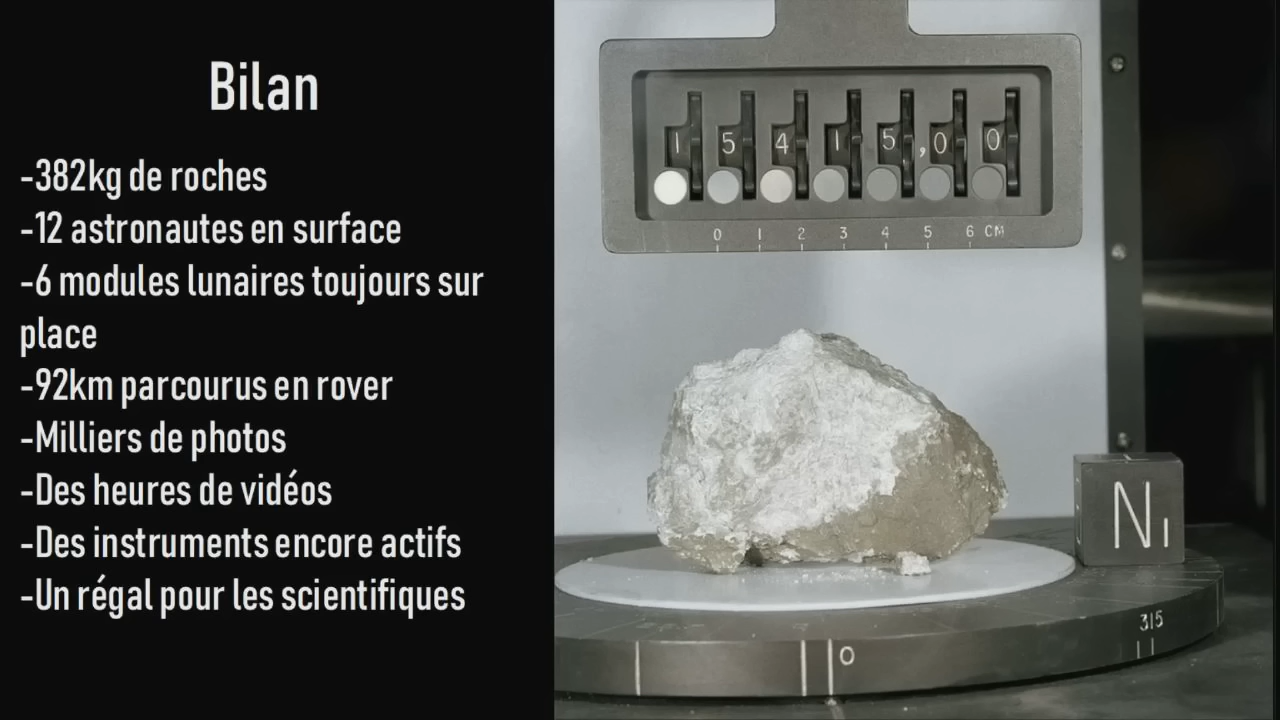 Bilan
-382kg de roches
-12 astronautes en surface
-6 modules lunaires toujours sur
place
-92km parcourus en rover
-Milliers de photos
-Des heures de vidéos
-Des instruments encore actifs
-Un régal pour les scientifiques
15415,00
0 1 2 3 4 5 6 CM
N1
315
0